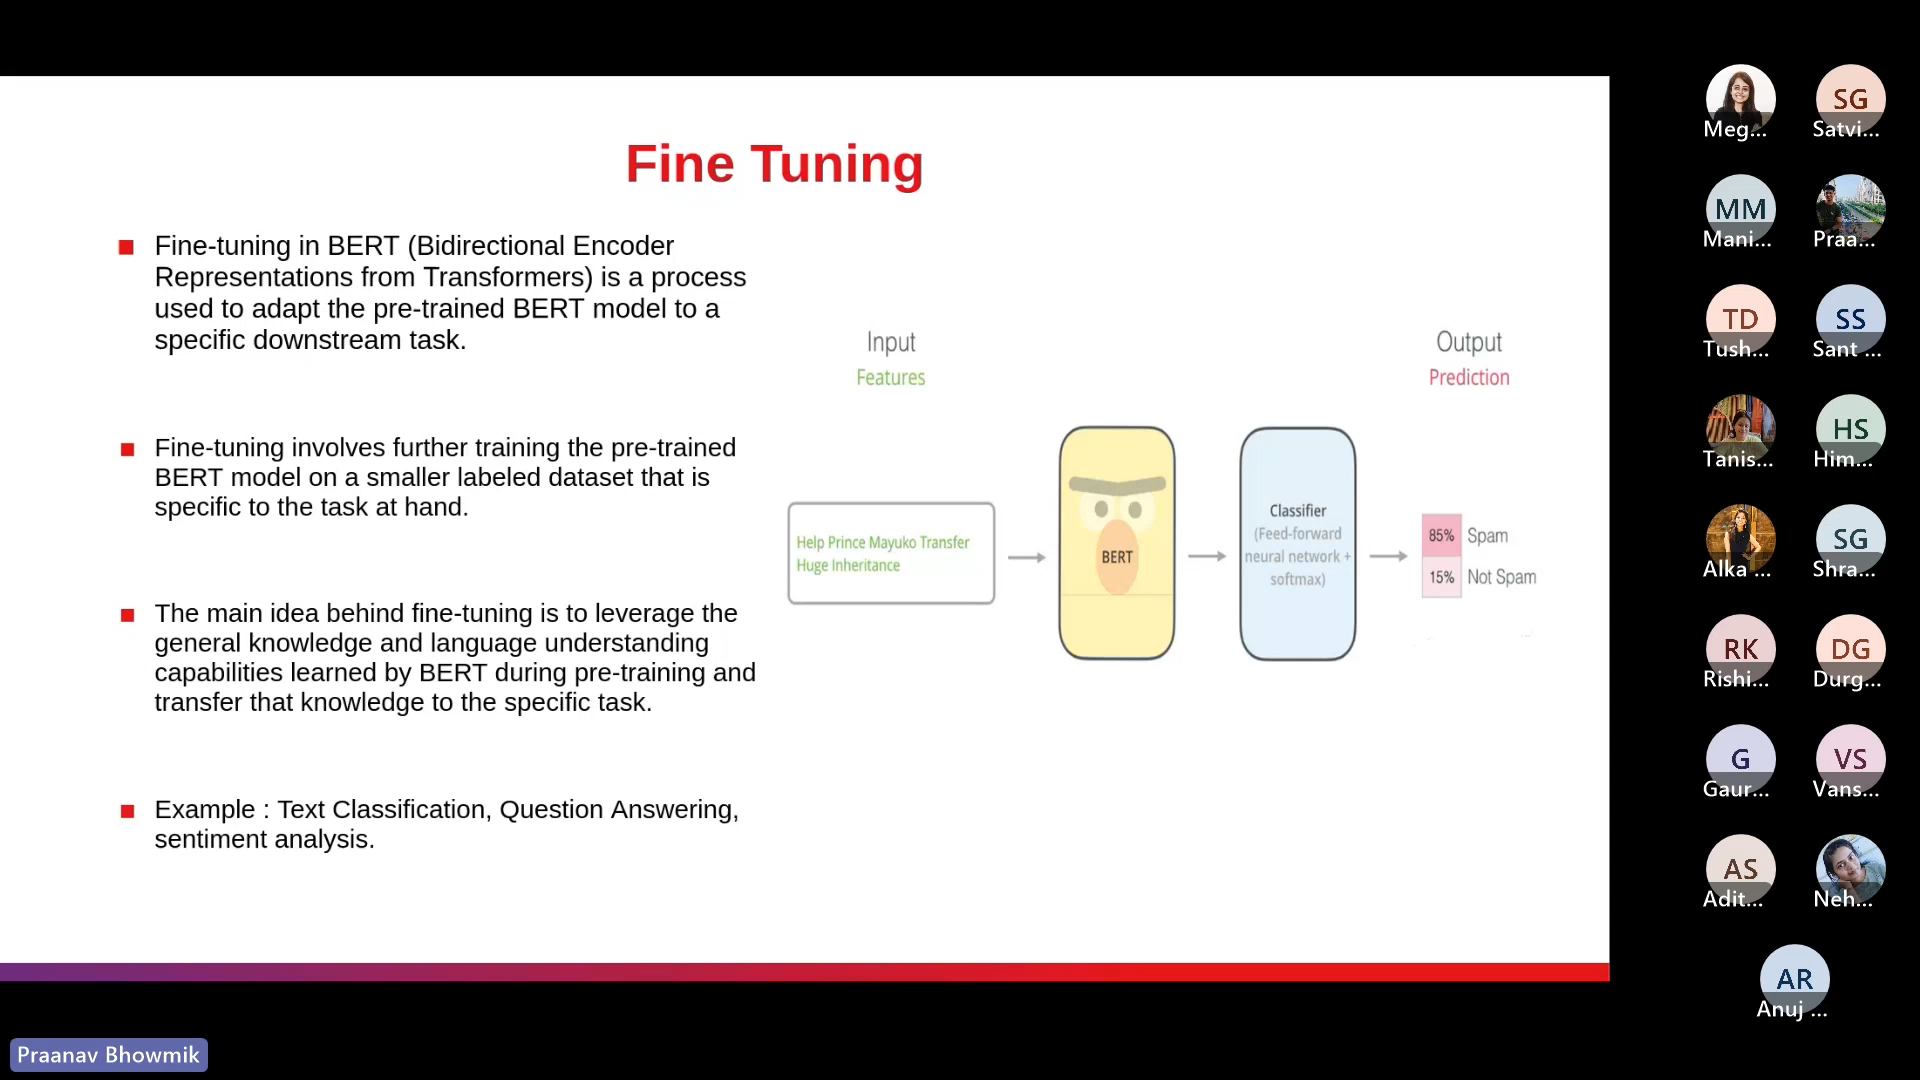 Fine Tuning
Fine-tuning in BERT (Bidirectional Encoder
Representations from Transformers) is a process
used to adapt the pre-trained BERT model to a
specific downstream task.
Fine-tuning involves further training the pre-trained
BERT model on a smaller labeled dataset that is
specific to the task at hand.
The main idea behind fine-tuning is to leverage the
general knowledge and language understanding
capabilities learned by BERT during pre-training and
transfer that knowledge to the specific task.
Example : Text Classification, Question Answering,
sentiment analysis.
Input
Features
Help Prince Mayuko Transfer
Huge Inheritance
BERT
Classifier
(Feed-forward
neural network +
softmax)
Output
Prediction
85% Spam
15% Not Spam
Meg...
SG
Satvi...
MM
Mani...
Praa...
TD
Tush...
SS
Sant ...
Tanis...
HS
Him...
Alka ...
SG
Shra...
RK
Rishi...
DG
Durg...
G
Gaur...
VS
Vans...
AS
Adit...
Neh...
AR
Anuj ...
Praanav Bhowmik